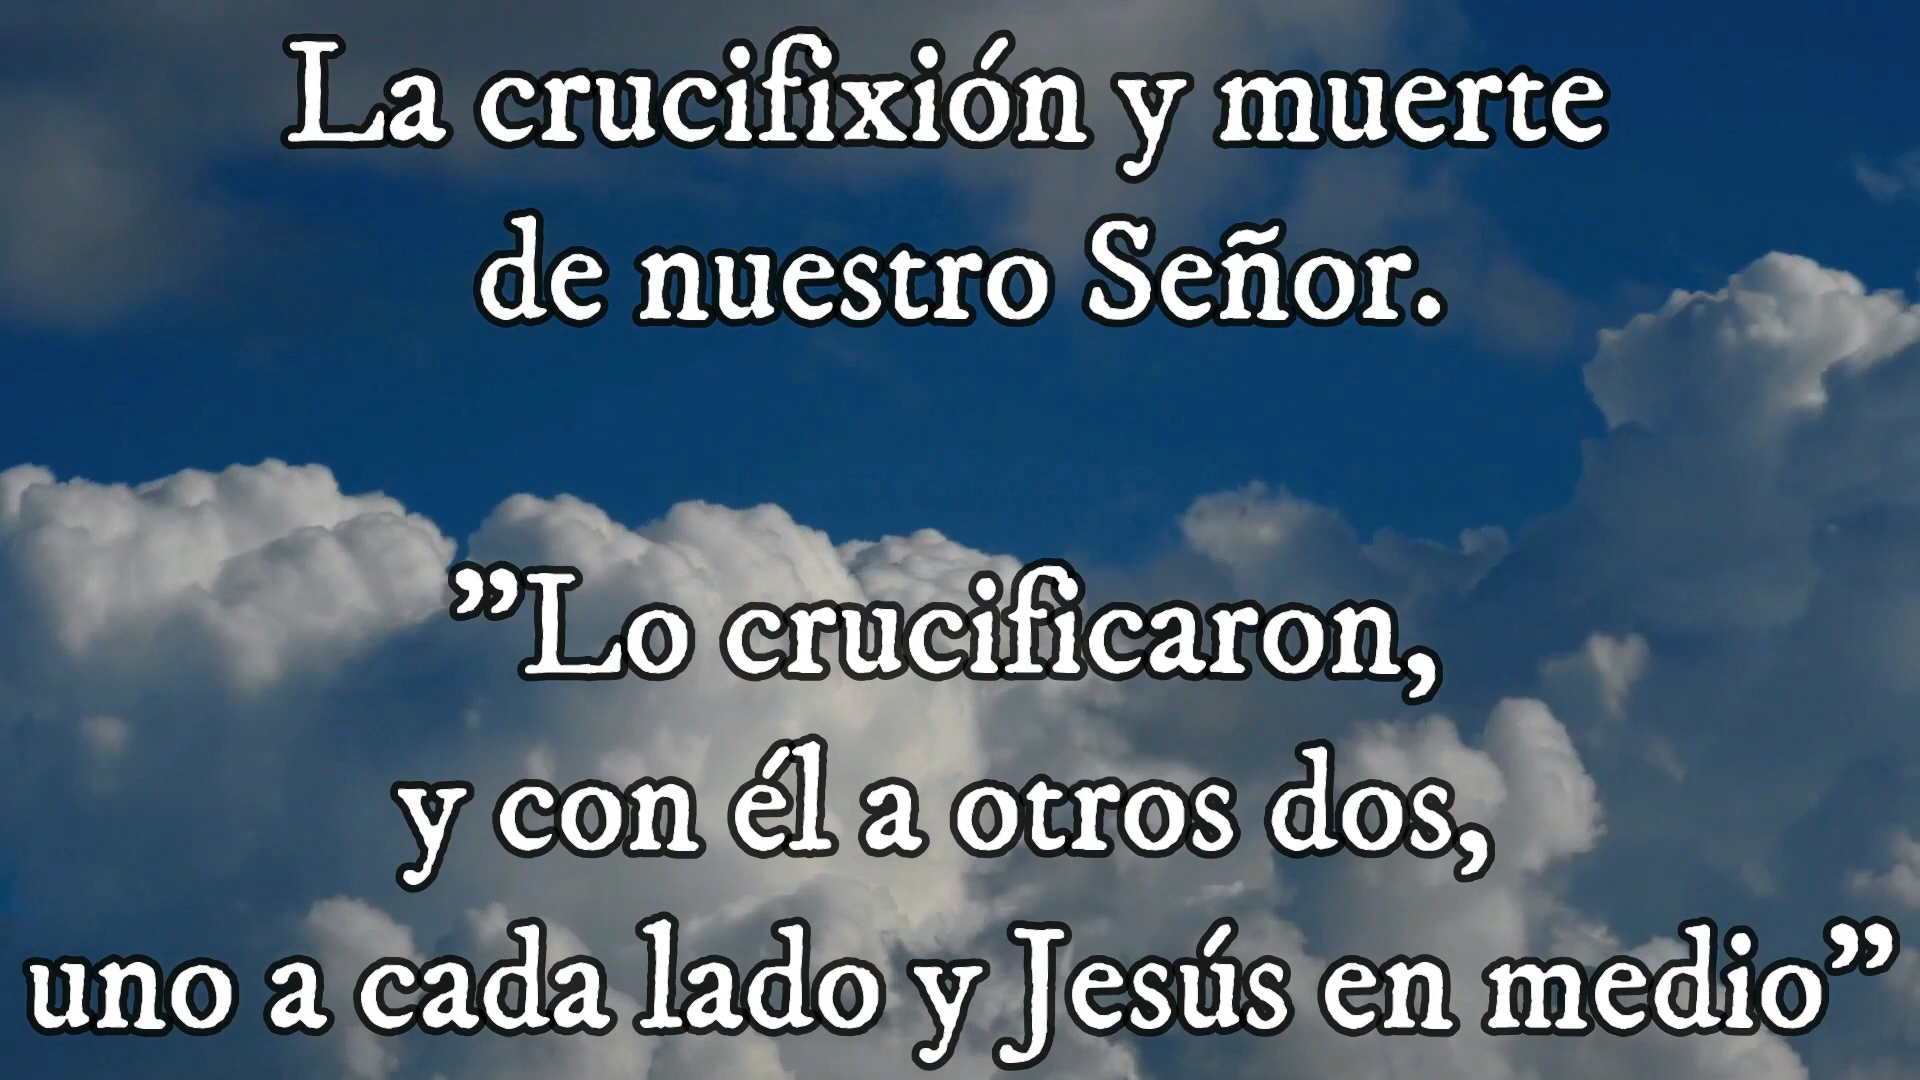 La crucifixión y muerte
de nuestro Señor.
”Lo crucificaron,
y con él a otros dos,
uno a cada lado y Jesús en medio”